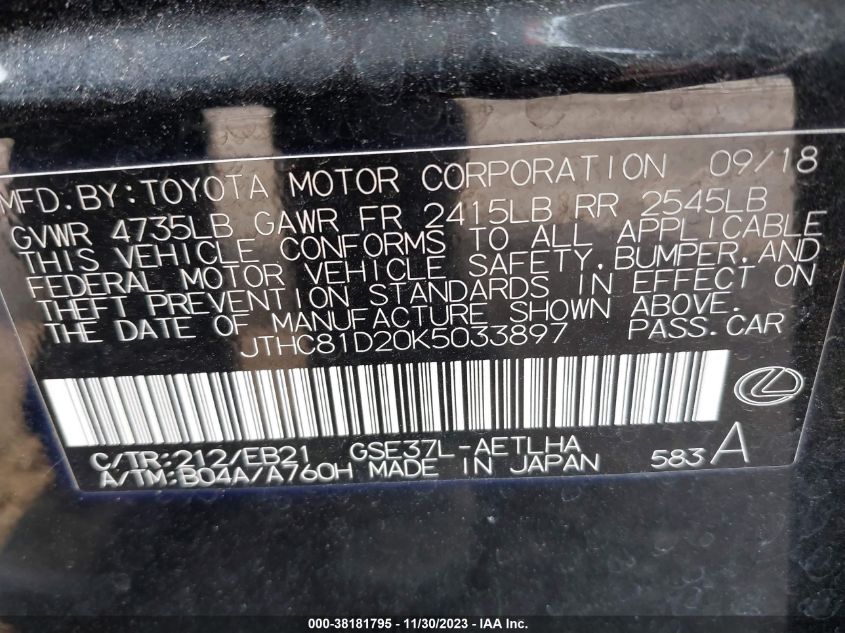 MFD.BY:TOYOTA MOTOR CORPORATION 09/18
GVWR 4735LB GAWR FR 2415LB RR 2545LB
THIS VEHICLE CONFORMS TO ALL APPLICABLE
FEDERAL MOTOR VEHICLE SAFETY,BUMPER,AND
THEFT PREVENTION STANDARDS IN EFFECT ON
THE DATE OF MANUFACTURE SHOWN ABOVE.
JTHC81D20K5033897 PASS.CAR
C/TR:212/EB21 GSE37L-AETLHA
A/TM:B04A/A760H MADE IN JAPAN 583 A
000-38181795 - 11/30/2023 - IAAI.com